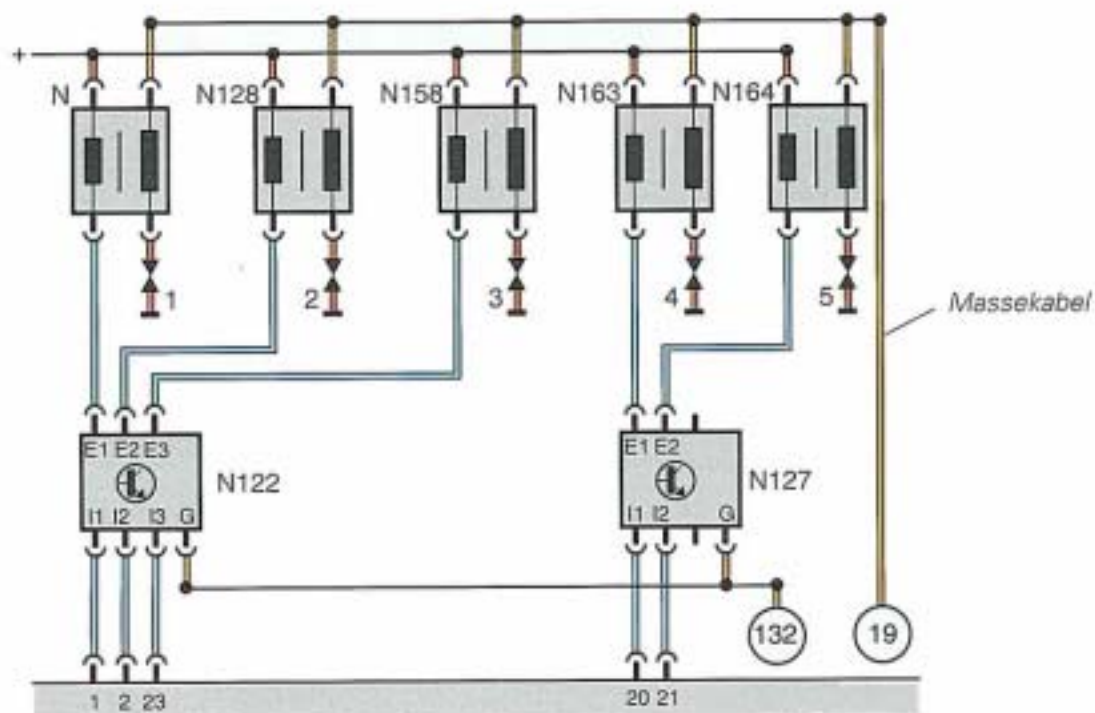 +
N N128 N158 N163 N164
1 2 3 4 5
Massekabel
E1 E2 E3 E1 E2
N122 N127
I1 I2 I3 G I1 I2 G
132 19
1 2 23 20 21